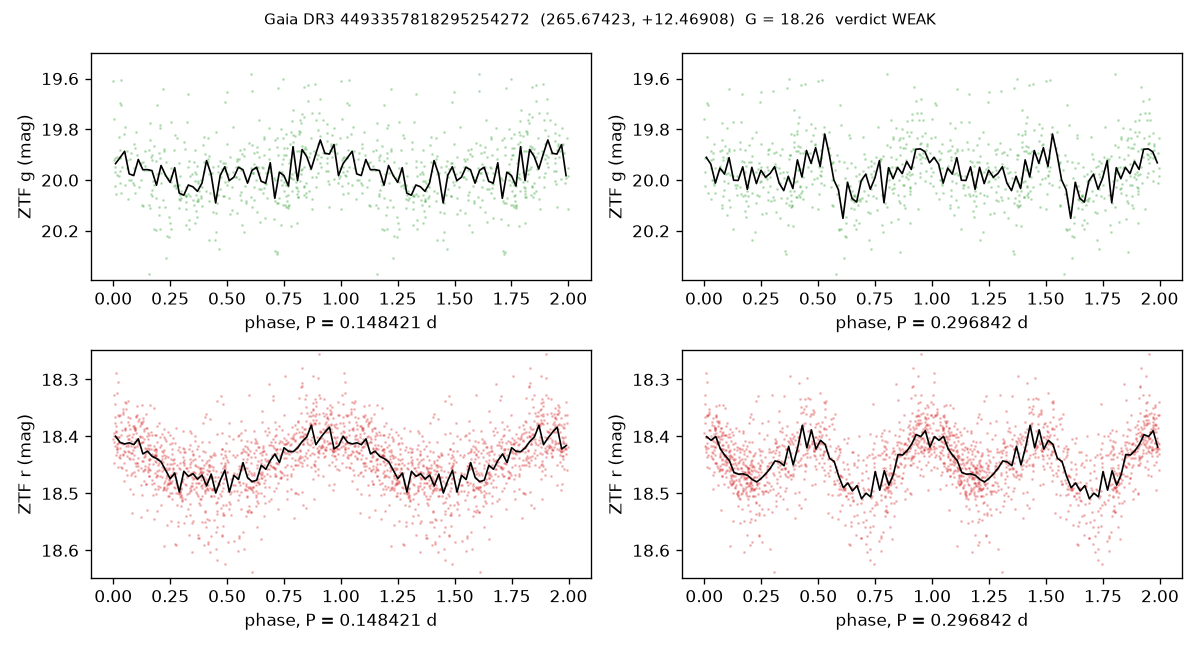 Gaia DR3 4493357818295254272  (265.67423, +12.46908)  G = 18.26  verdict WEAK
ZTF g (mag)
19.6
19.8
20.0
20.2
0.00 0.25 0.50 0.75 1.00 1.25 1.50 1.75 2.00
phase, P = 0.148421 d
ZTF g (mag)
19.6
19.8
20.0
20.2
0.00 0.25 0.50 0.75 1.00 1.25 1.50 1.75 2.00
phase, P = 0.296842 d
ZTF r (mag)
18.3
18.4
18.5
18.6
0.00 0.25 0.50 0.75 1.00 1.25 1.50 1.75 2.00
phase, P = 0.148421 d
ZTF r (mag)
18.3
18.4
18.5
18.6
0.00 0.25 0.50 0.75 1.00 1.25 1.50 1.75 2.00
phase, P = 0.296842 d